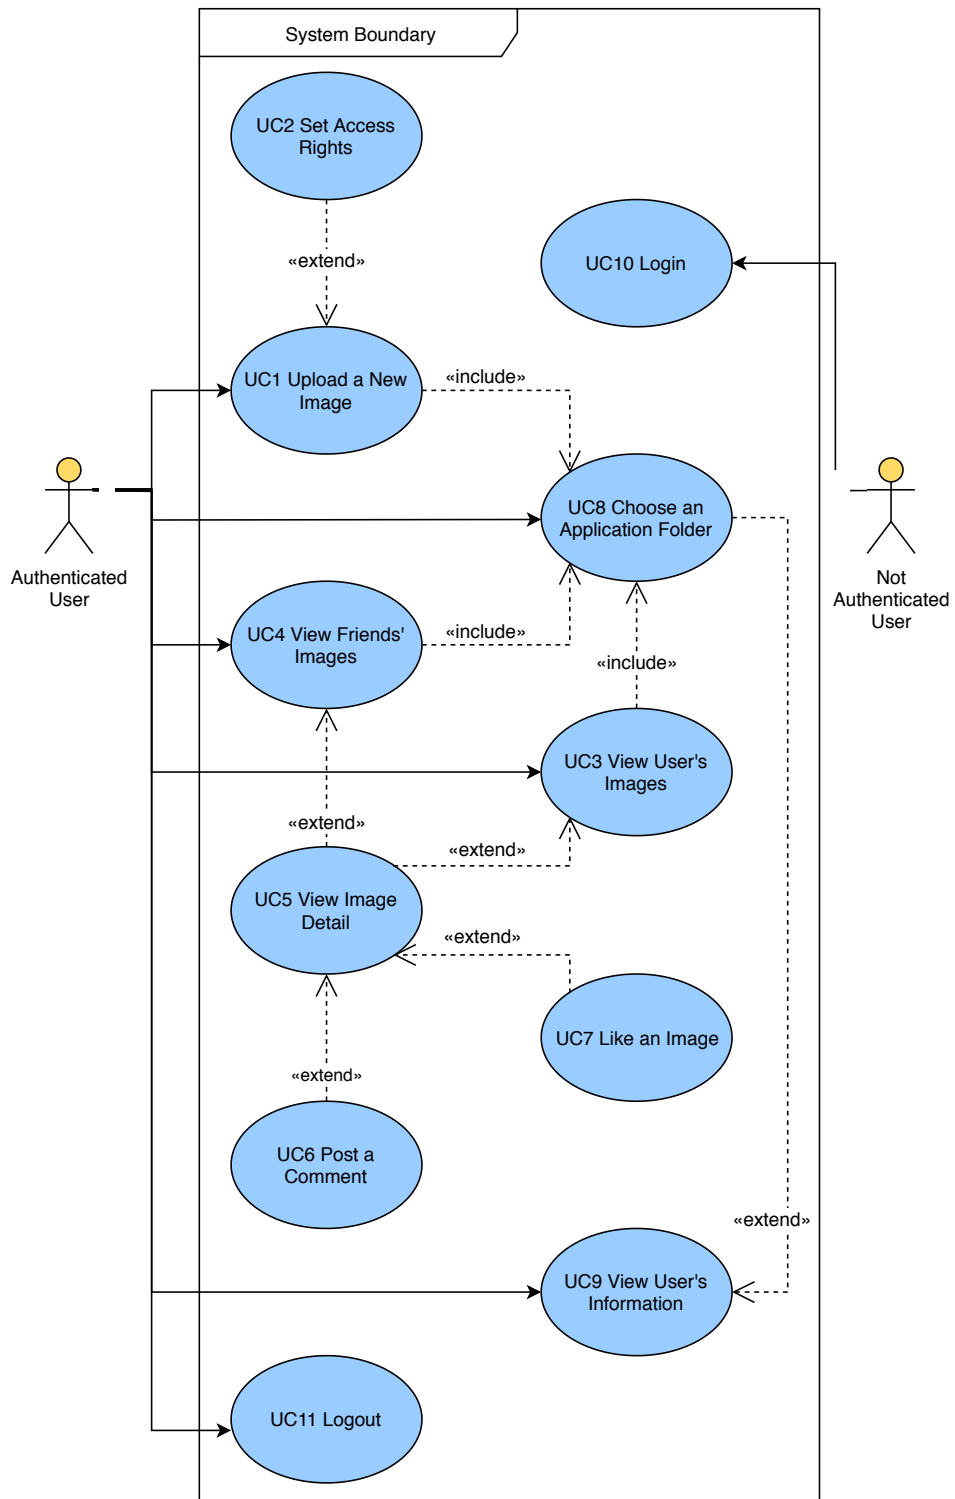 System Boundary
UC2 Set Access
Rights
«extend»
UC10 Login
UC1 Upload a New
Image
«include»
UC8 Choose an
Application Folder
Authenticated
User
Not
Authenticated
User
UC4 View Friends'
Images
«include»
«include»
UC3 View User's
Images
«extend»
«extend»
UC5 View Image
Detail
«extend»
UC7 Like an Image
«extend»
UC6 Post a
Comment
«extend»
UC9 View User's
Information
UC11 Logout